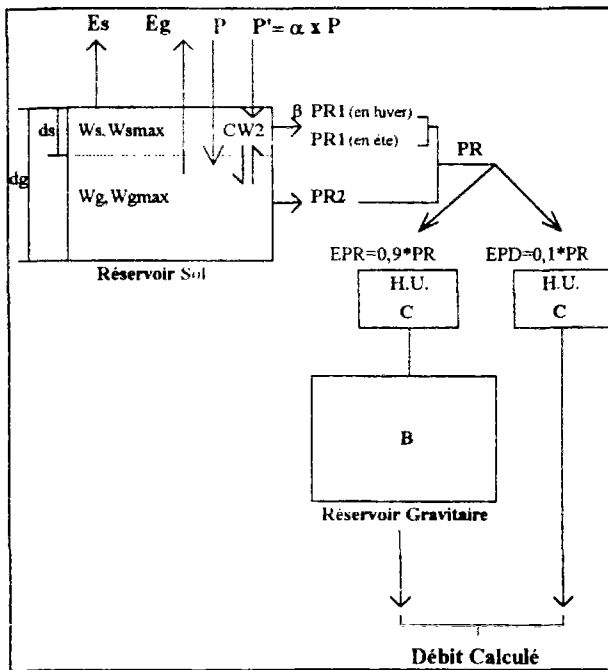 Es Eg P P'= α x P
ds Ws, Wsmax CW2 β PR1 (en hiver)
PR1 (en éte)
PR
dg Wg, Wgmax PR2
Réservoir Sol
EPR=0,9*PR EPD=0,1*PR
H.U. H.U.
C C
B
Réservoir Gravitaire
Débit Calculé